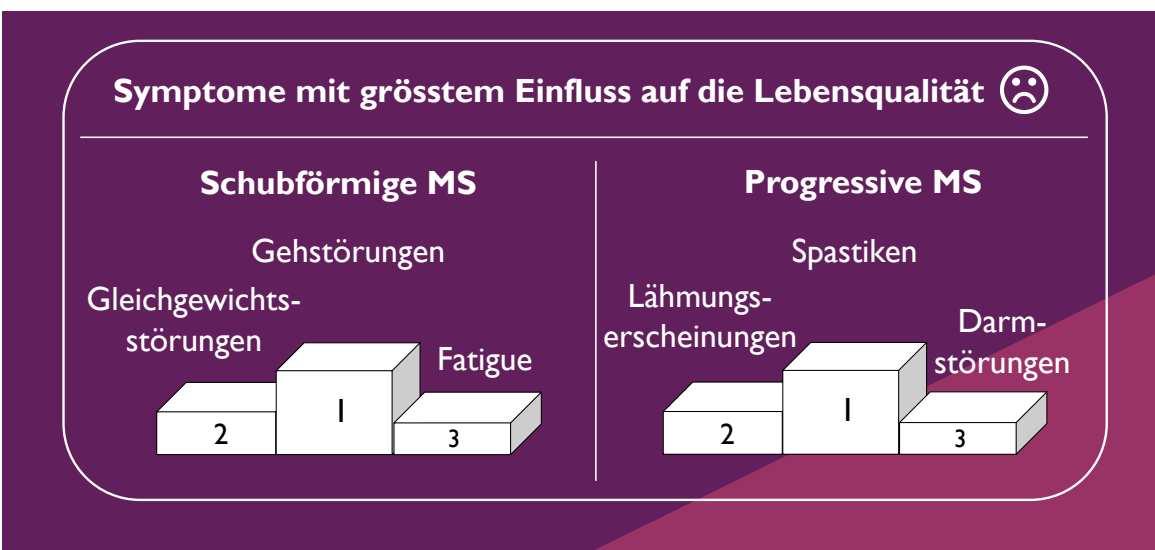 Symptome mit grösstem Einfluss auf die Lebensqualität
Schubförmige MS
Gehstörungen
Gleichgewichts-
störungen
Fatigue
1
2
3
Progressive MS
Spastiken
Lähmungs-
erscheinungen
Darm-
störungen
1
2
3